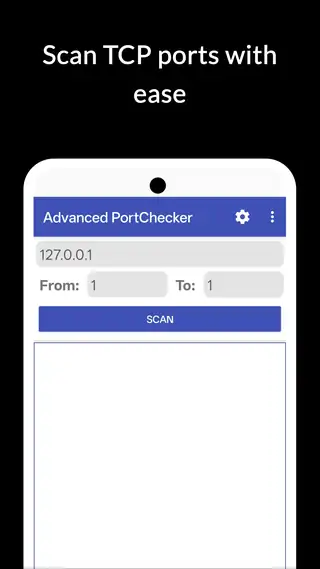 Scan TCP ports with
ease
Advanced PortChecker
127.0.0.1
From: 1 To: 1
SCAN